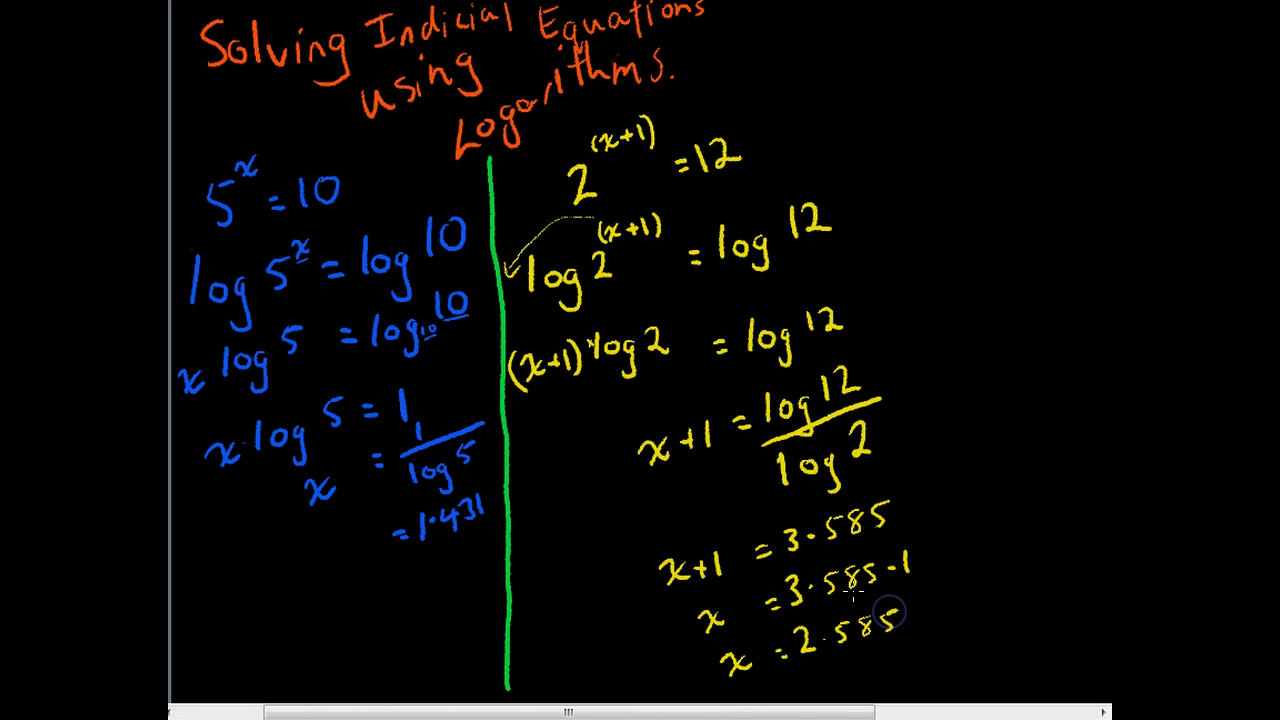 Solving Indicial Equations
using
Logarithms.
5^x = 10
log 5^x = log 10
x log 5 = log₁₀ 10
x log 5 = 1
x = 1/log 5
= 1.431
2^(x+1) = 12
log 2^(x+1) = log 12
(x+1) × log 2 = log 12
x+1 = log 12/log 2
x+1 = 3.585
x = 3.585 - 1
x = 2.585